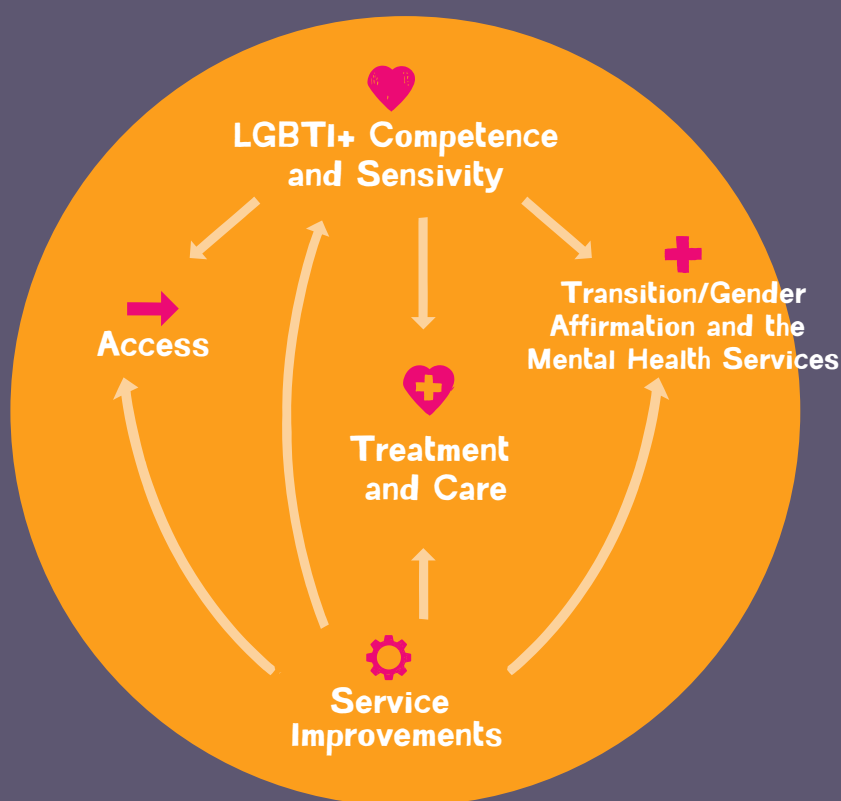 LGBTI+ Competence
and Sensivity
Transition/Gender
Affirmation and the
Mental Health Services
Access
Treatment
and Care
Service
Improvements